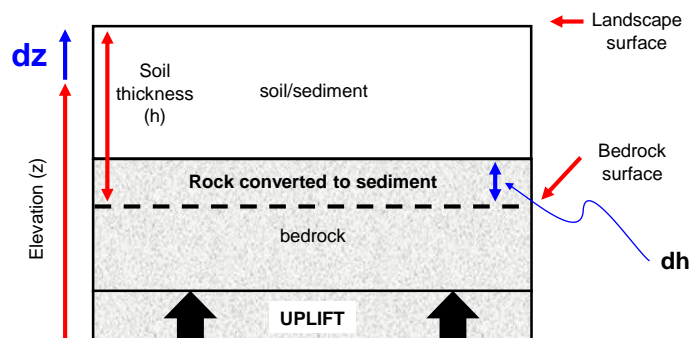 Landscape
surface
dz
Soil
thickness
(h)
soil/sediment
Bedrock
surface
Rock converted to sediment
Elevation (z)
bedrock
dh
UPLIFT